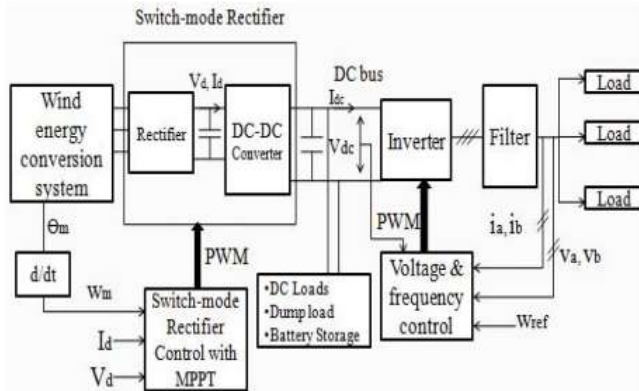 Switch-mode Rectifier
Wind
energy
conversion
system
Rectifier
Vd, Id
DC-DC
Converter
DC bus
Idc
Vdc
Inverter
Filter
Load
Load
Load
ia, ib
Va, Vb
PWM
PWM
Θm
d/dt
Wm
Id
Vd
Switch-mode
Rectifier
Control with
MPPT
•DC Loads
•Dump load
•Battery Storage
Voltage &
frequency
control
Wref